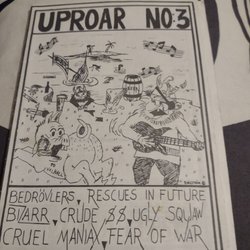 UPROAR NO:3
BEDRÖVLERS, RESCUES IN FUTURE
BIZARR, CRUDE SS, UGLY SQUAW
CRUEL MANIAX, FEAR OF WAR